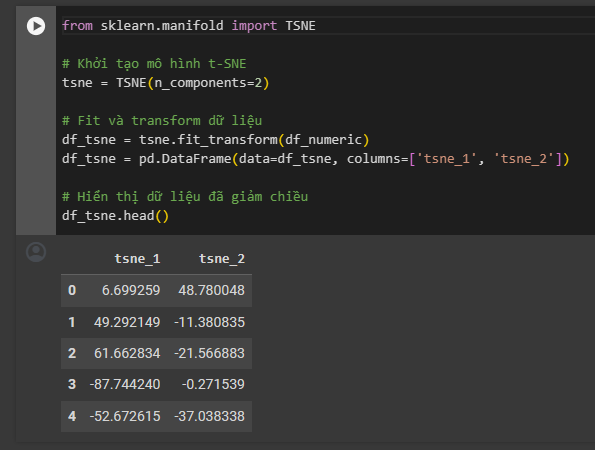 from sklearn.manifold import TSNE
# Khởi tạo mô hình t-SNE
tsne = TSNE(n_components=2)
# Fit và transform dữ liệu
df_tsne = tsne.fit_transform(df_numeric)
df_tsne = pd.DataFrame(data=df_tsne, columns=['tsne_1', 'tsne_2'])
# Hiển thị dữ liệu đã giảm chiều
df_tsne.head()
tsne_1 tsne_2
0 6.699259 48.780048
1 49.292149 -11.380835
2 61.662834 -21.566883
3 -87.744240 -0.271539
4 -52.672615 -37.038338